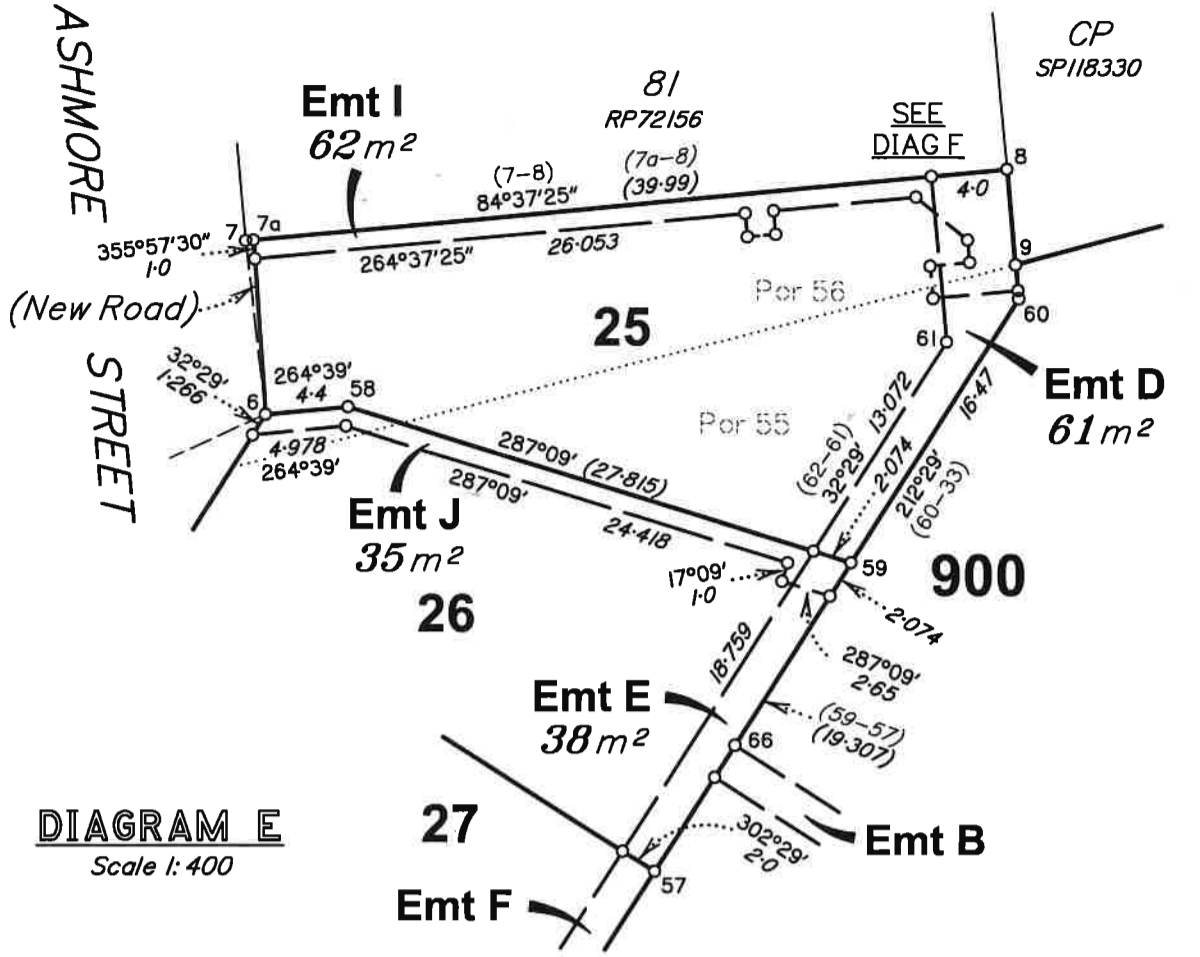 ASHMORE
STREET
CP
SP118330
81
RP72156
Emt I
62 m²
SEE
DIAG F
(7-8)
84°37'25"
(7a-8)
(39·99)
4·0
8
7
7a
355°57'30"
1·0
264°37'25"
26·053
9
(New Road)
Por 56
25
60
61
32°29'
1·266
264°39'
4·4
58
6
Emt D
61 m²
13·072
16·47
Por 55
4·978
264°39'
287°09' (27·815)
(62-61)
32°29'
2·074
212°29'
(60-33)
287°09'
24·418
Emt J
35 m²
17°09'
1·0
59
900
26
2·074
18·759
287°09'
2·65
Emt E
38 m²
(59-57)
(19·307)
66
DIAGRAM E
Scale 1: 400
27
302°29'
2·0
Emt B
57
Emt F